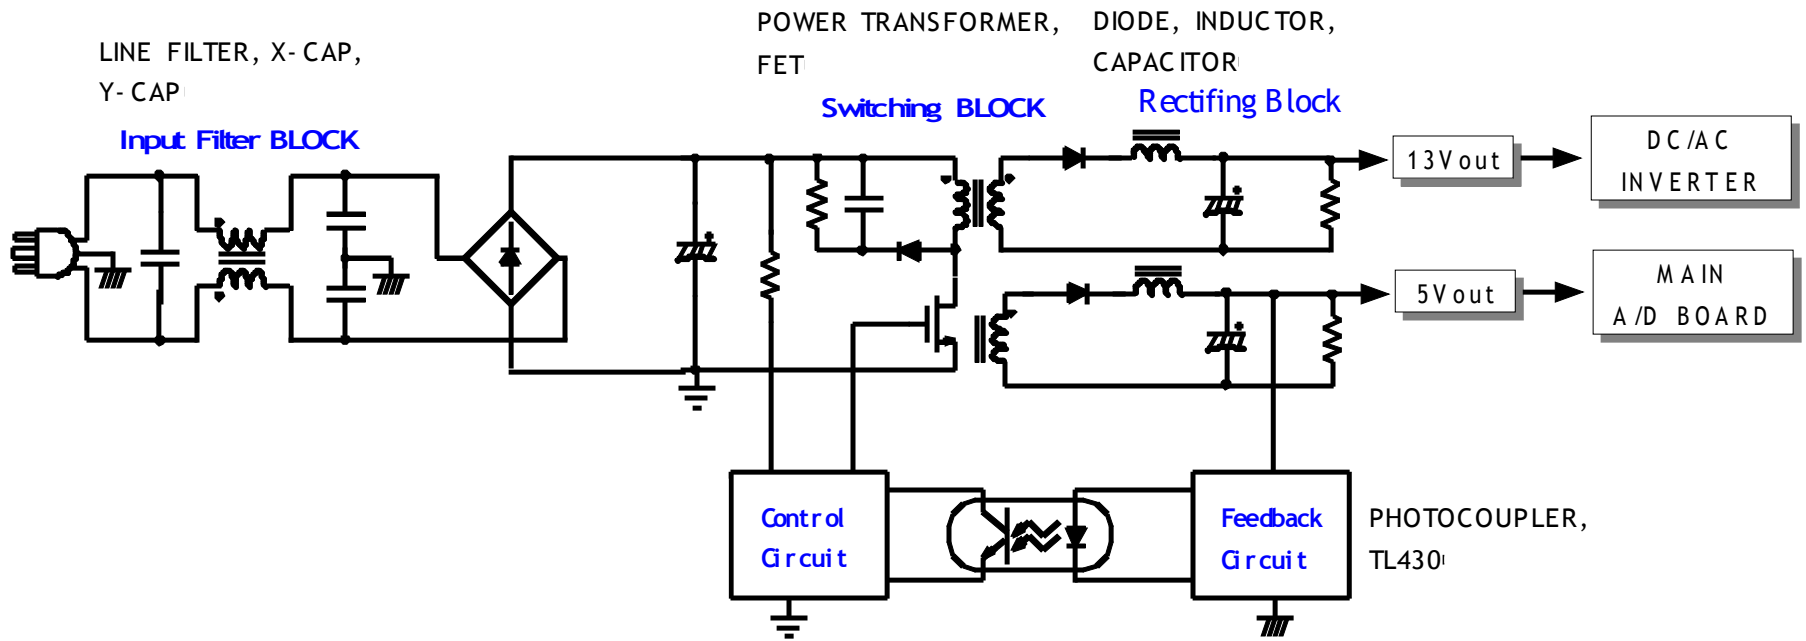 LINE FILTER, X-CAP,
Y-CAP
Input Filter BLOCK
POWER TRANSFORMER,
FET
Switching BLOCK
DIODE, INDUCTOR,
CAPACITOR
Rectifing Block
13Vout
DC/AC
INVERTER
5Vout
MAIN
A/D BOARD
Control
Circuit
Feedback
Circuit
PHOTOCOUPLER,
TL430